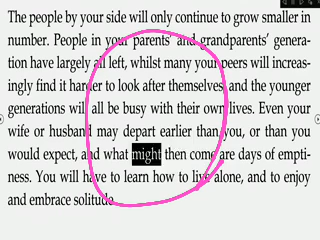 The people by your side will only continue to grow smaller in
number. People in your parents' and grandparents' genera-
tion have largely all left, whilst many your peers will increas-
ingly find it harder to look after themselves, and the younger
generations will all be busy with their own lives. Even your
wife or husband may depart earlier than you, or than you
would expect, and what might then come are days of empti-
ness. You will have to learn how to live alone, and to enjoy
and embrace solitude.